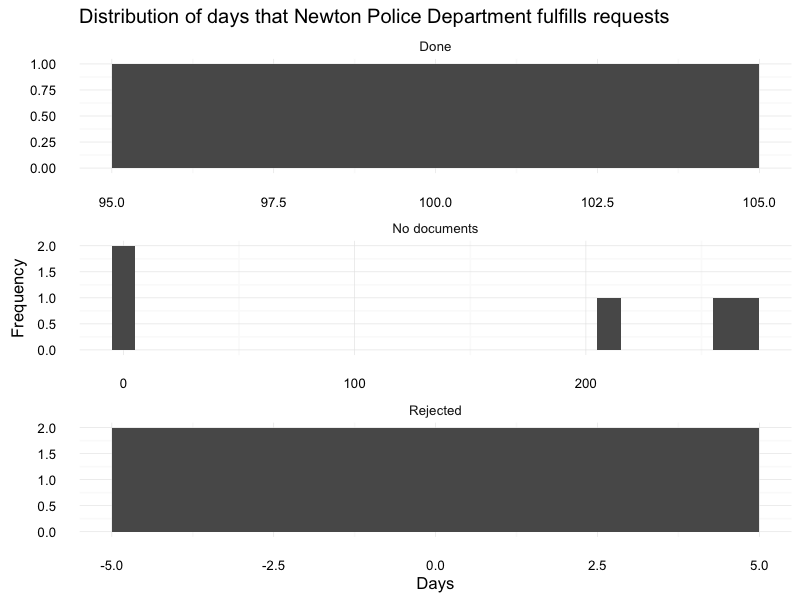 Distribution of days that Newton Police Department fulfills requests
Done
1.00
0.75
0.50
0.25
0.00
95.0 97.5 100.0 102.5 105.0
No documents
2.0
1.5
1.0
0.5
0.0
0 100 200
Frequency
Rejected
2.0
1.5
1.0
0.5
0.0
-5.0 -2.5 0.0 2.5 5.0
Days